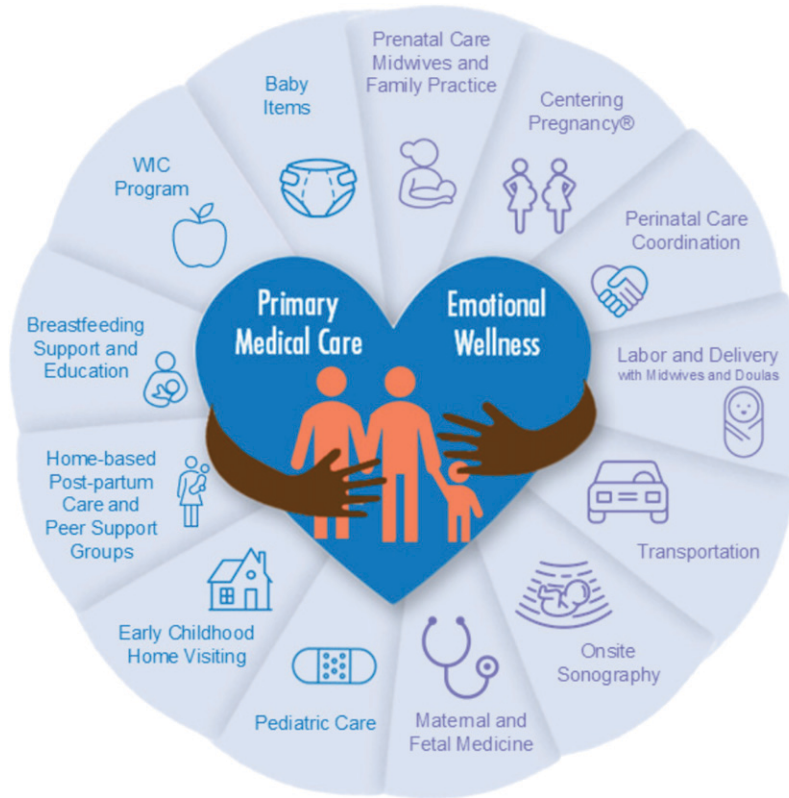 Primary
Medical Care
Emotional
Wellness
Prenatal Care
Midwives and
Family Practice
Centering
Pregnancy®
Perinatal Care
Coordination
Labor and Delivery
with Midwives and Doulas
Transportation
Onsite
Sonography
Maternal and
Fetal Medicine
Pediatric Care
Early Childhood
Home Visiting
Home-based
Post-partum
Care and
Peer Support
Groups
Breastfeeding
Support and
Education
WIC
Program
Baby
Items